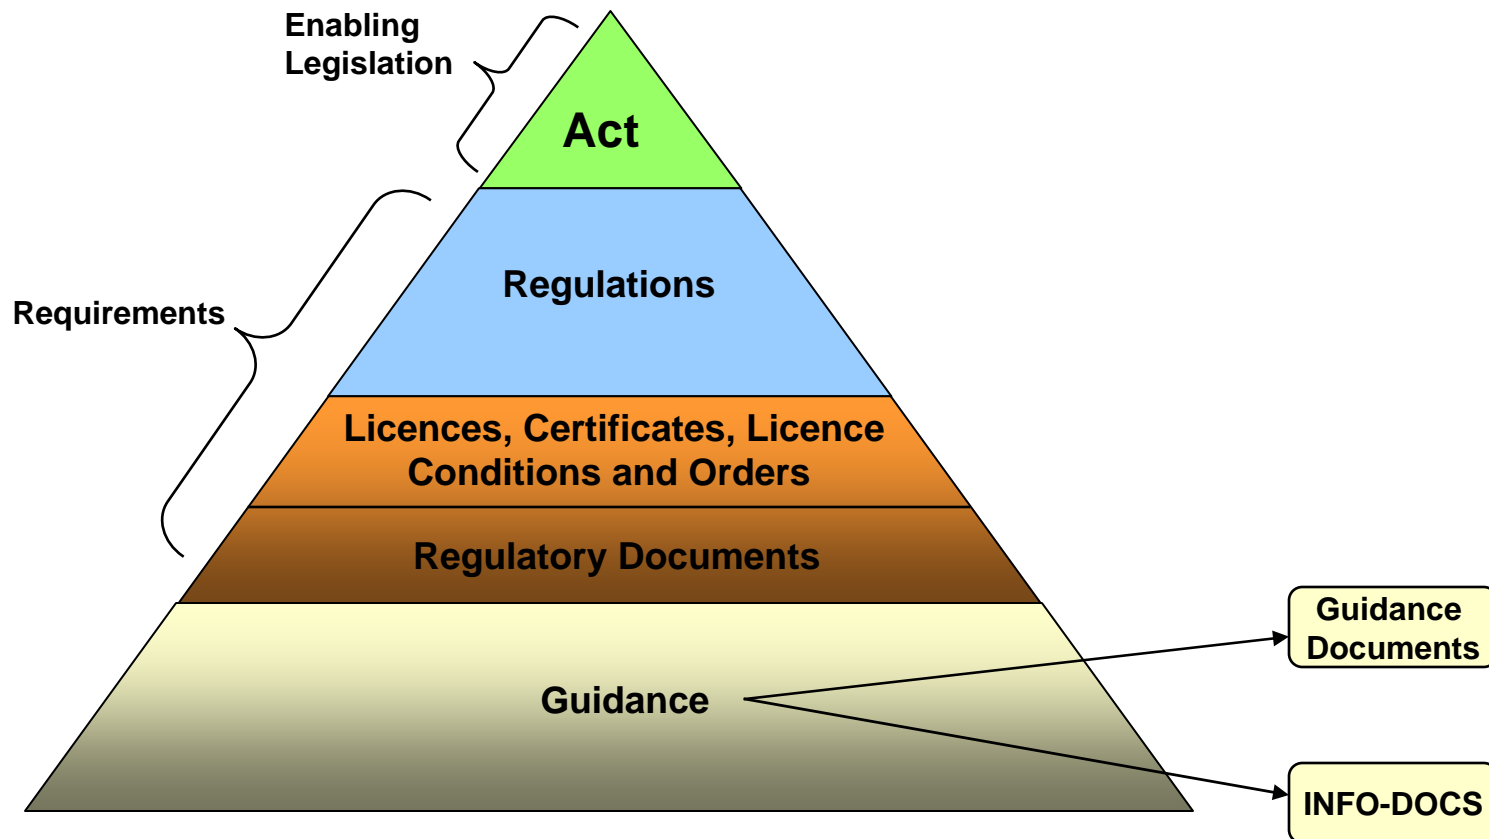 Enabling
Legislation
Act
Regulations
Requirements
Licences, Certificates, Licence
Conditions and Orders
Regulatory Documents
Guidance
Documents
Guidance
INFO-DOCS